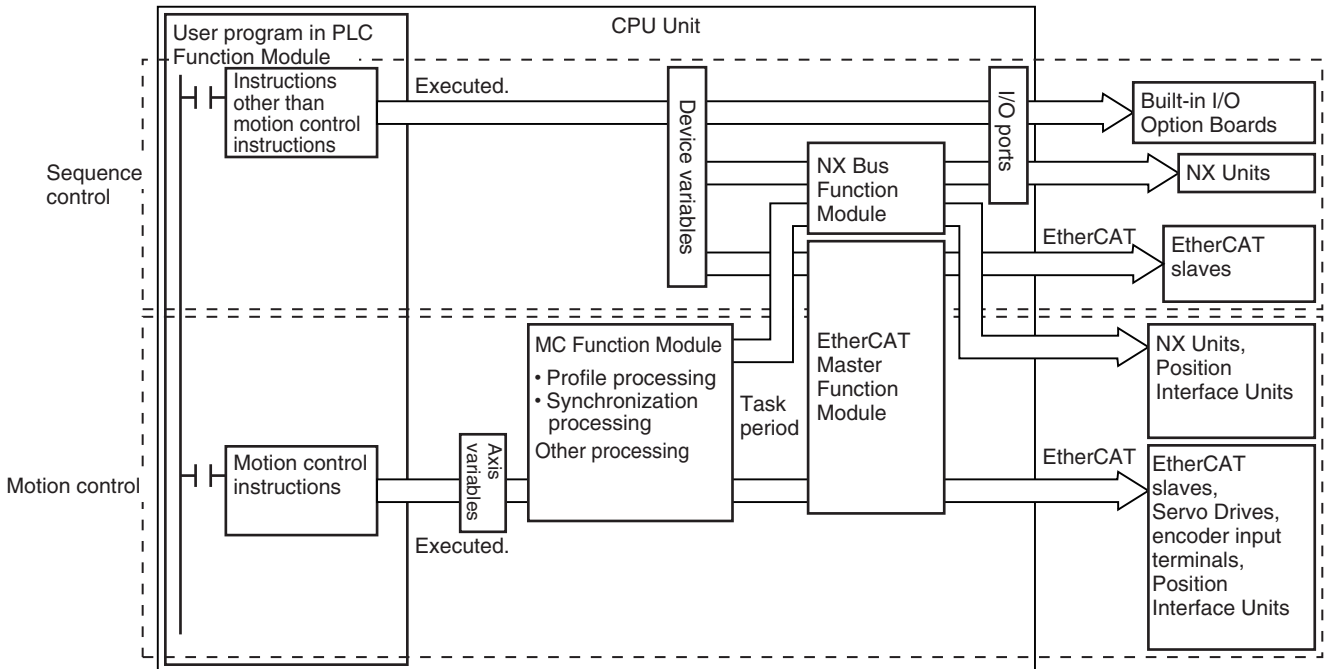 CPU Unit
User program in PLC
Function Module
Instructions
other than
motion control
instructions
Executed.
Device variables
I/O ports
Built-in I/O
Option Boards
Sequence
control
NX Bus
Function
Module
NX Units
EtherCAT
EtherCAT
slaves
MC Function Module
• Profile processing
• Synchronization
processing
Other processing
Task
period
EtherCAT
Master
Function
Module
NX Units,
Position
Interface Units
Motion control
Motion control
instructions
Axis
variables
Executed.
EtherCAT
EtherCAT
slaves,
Servo Drives,
encoder input
terminals,
Position
Interface Units